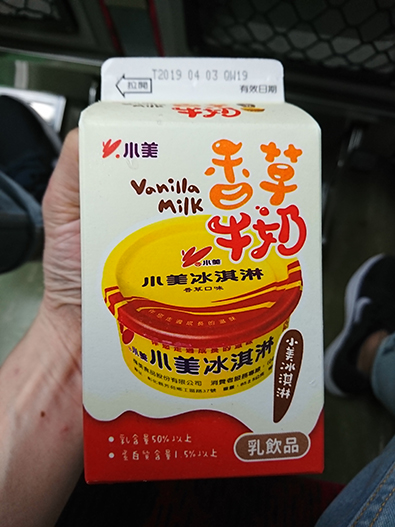 T2019 04 03 QW19
拉開
有效日期
小美
香草
牛奶
Vanilla
Milk
小美
小美冰淇淋
香草口味
小美
小美冰淇淋
小美冰淇淋
乳含量50%以上
蛋白質含量1.5%以上
乳飲品